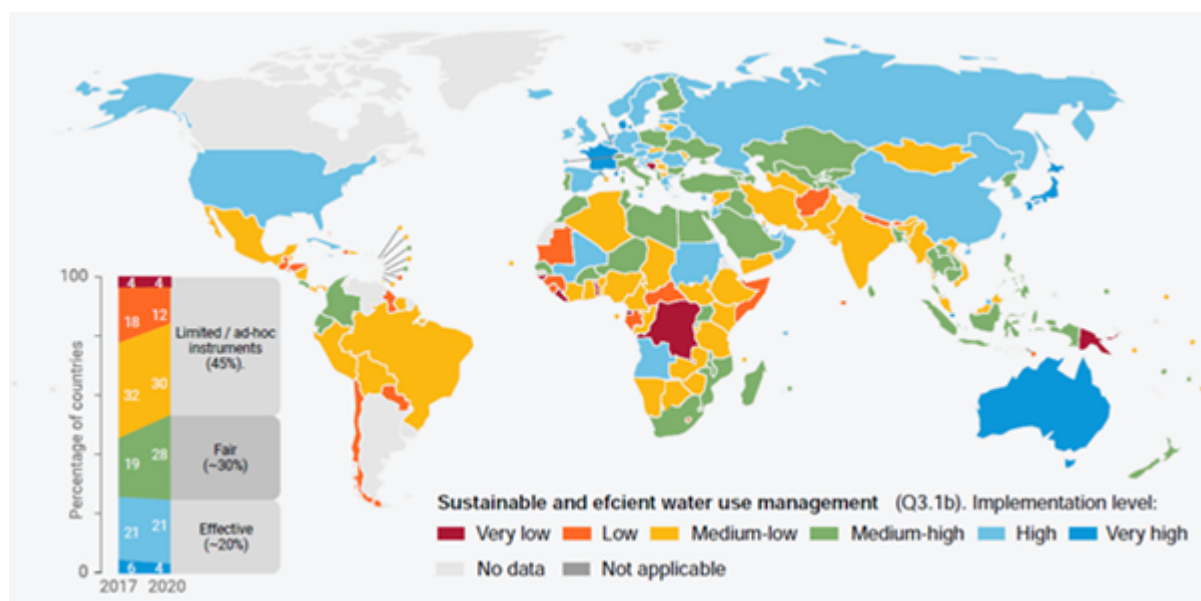 100
Percentage of countries
0
4 4
18 12
32 30
19 28
21 21
6 4
2017 2020
Limited / ad-hoc
instruments
(45%).
Fair
(~30%)
Effective
(~20%)
Sustainable and efcient water use management (Q3.1b). Implementation level:
Very low Low Medium-low Medium-high High Very high
No data Not applicable